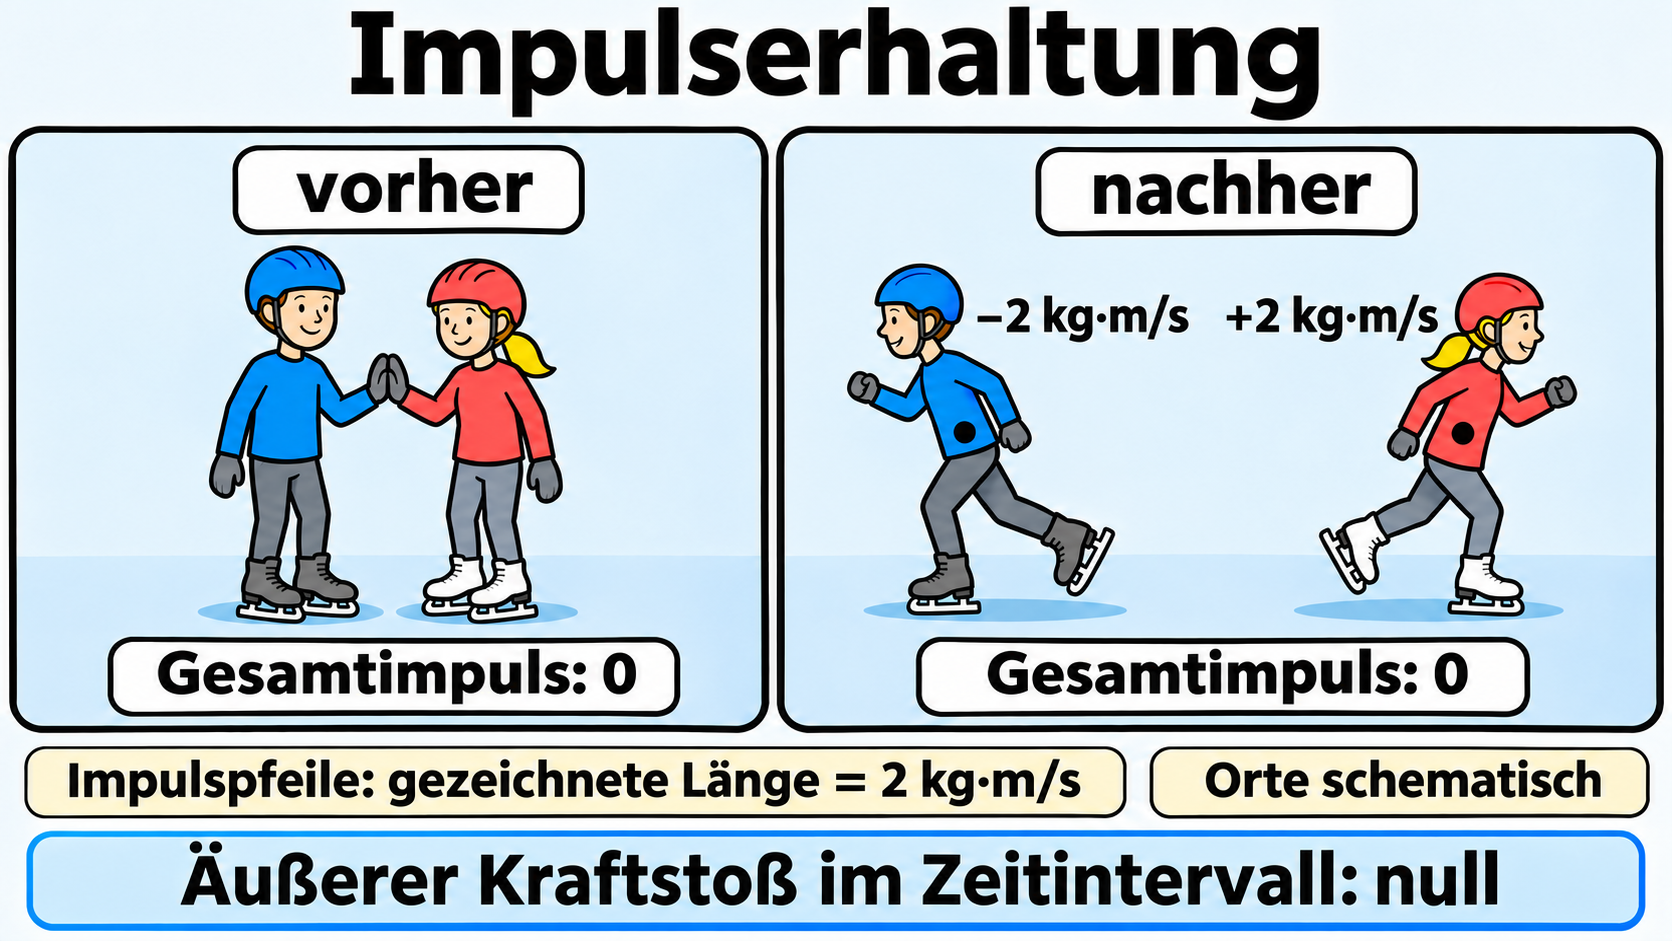 Impulserhaltung
vorher
nachher
−2 kg·m/s
+2 kg·m/s
Gesamtimpuls: 0
Gesamtimpuls: 0
Impulspfeile: gezeichnete Länge = 2 kg·m/s
Orte schematisch
Äußerer Kraftstoß im Zeitintervall: null